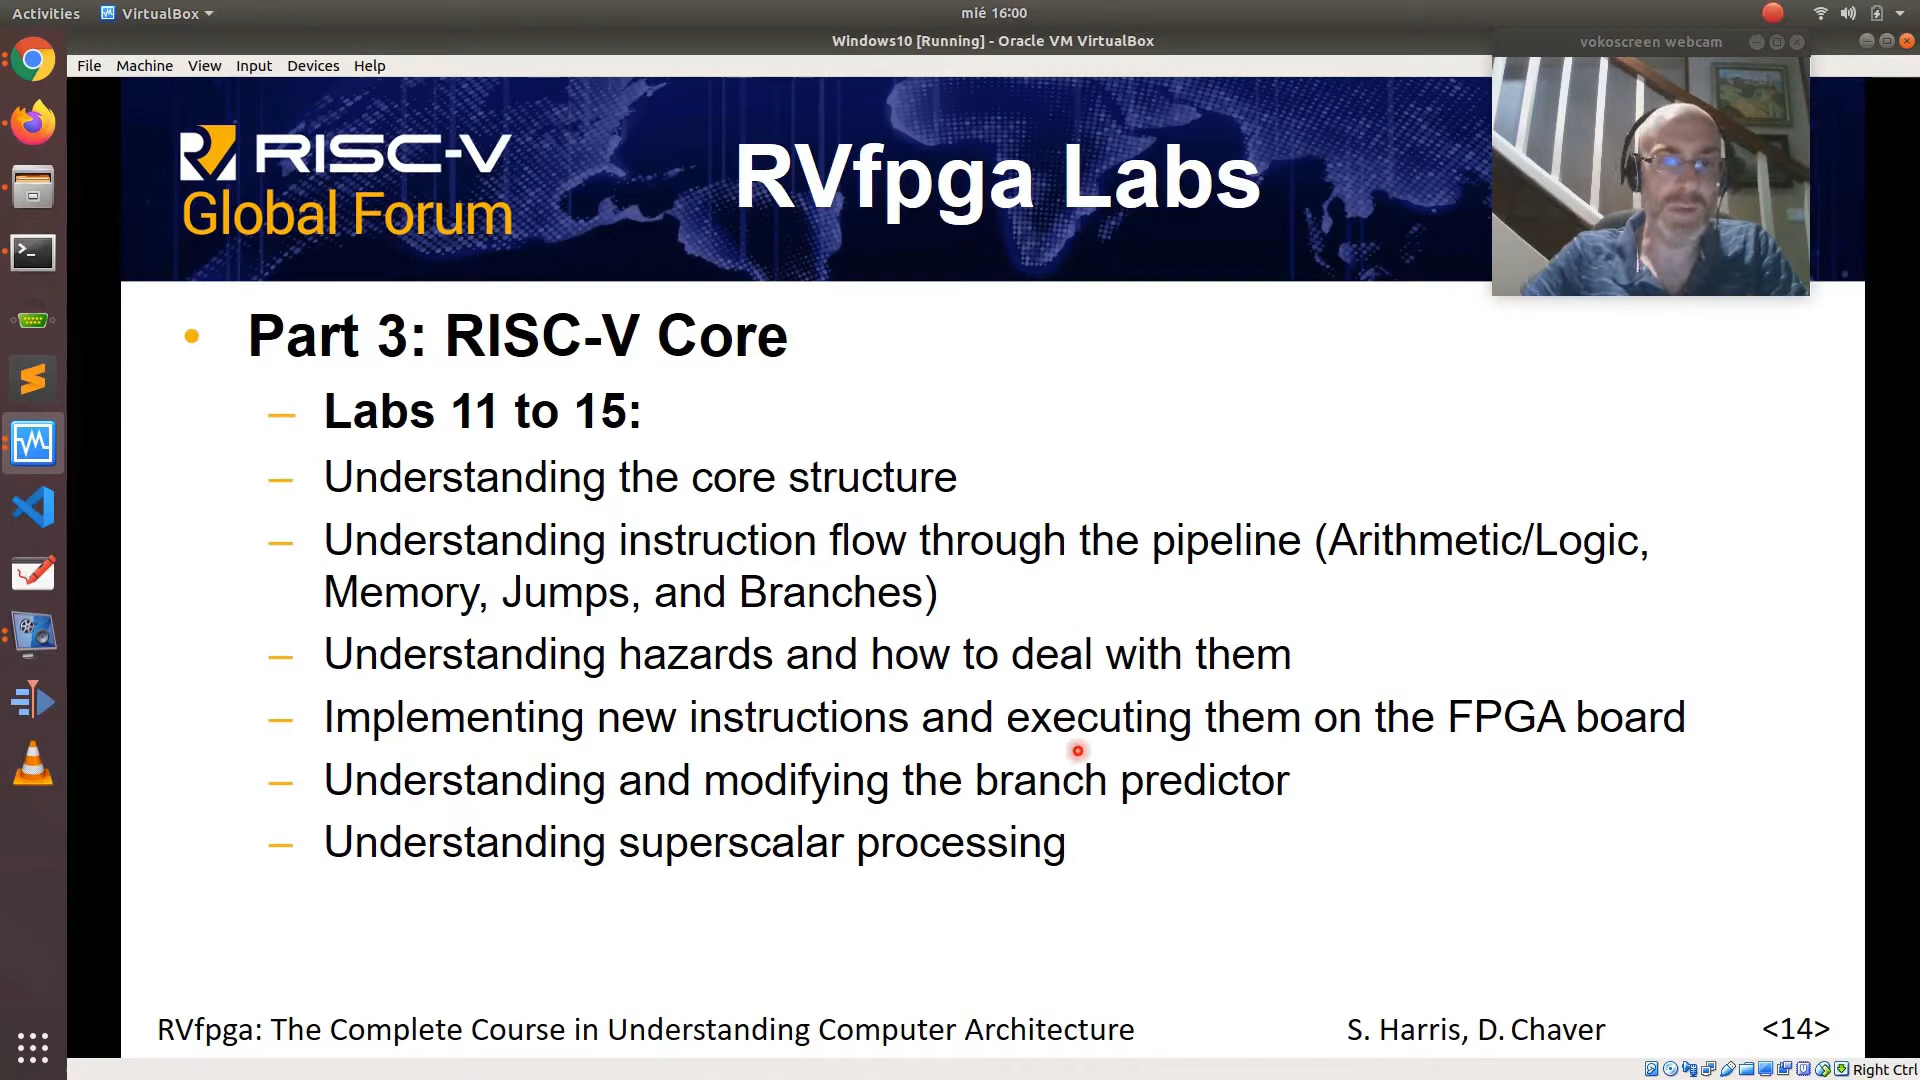 Activities
VirtualBox
mié 16:00
Windows10 [Running] - Oracle VM VirtualBox
vokoscreen webcam
File Machine View Input Devices Help
RISC-V
Global Forum
RVfpga Labs
• Part 3: RISC-V Core
– Labs 11 to 15:
– Understanding the core structure
– Understanding instruction flow through the pipeline (Arithmetic/Logic,
Memory, Jumps, and Branches)
– Understanding hazards and how to deal with them
– Implementing new instructions and executing them on the FPGA board
– Understanding and modifying the branch predictor
– Understanding superscalar processing
RVfpga: The Complete Course in Understanding Computer Architecture
S. Harris, D. Chaver
<14>
Right Ctrl